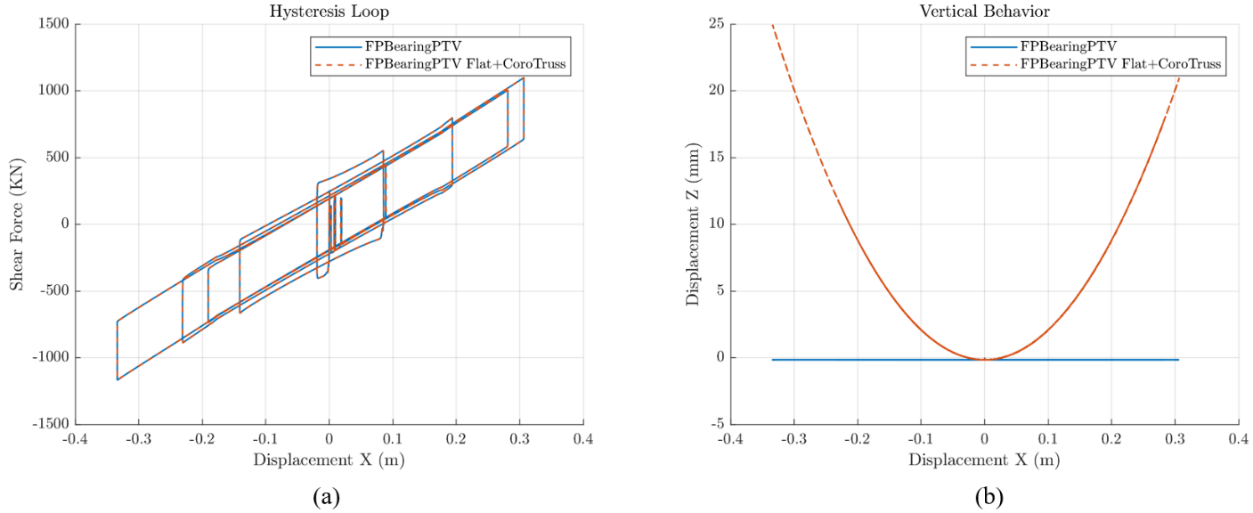 Hysteresis Loop
1500
1000
500
0
-500
-1000
-1500
Shear Force (KN)
FPBearingPTV
FPBearingPTV Flat+CoroTruss
-0.4
-0.3
-0.2
-0.1
0
0.1
0.2
0.3
0.4
Displacement X (m)
(a)
Vertical Behavior
25
20
15
10
5
0
-5
Displacement Z (mm)
FPBearingPTV
FPBearingPTV Flat+CoroTruss
-0.4
-0.3
-0.2
-0.1
0
0.1
0.2
0.3
0.4
Displacement X (m)
(b)